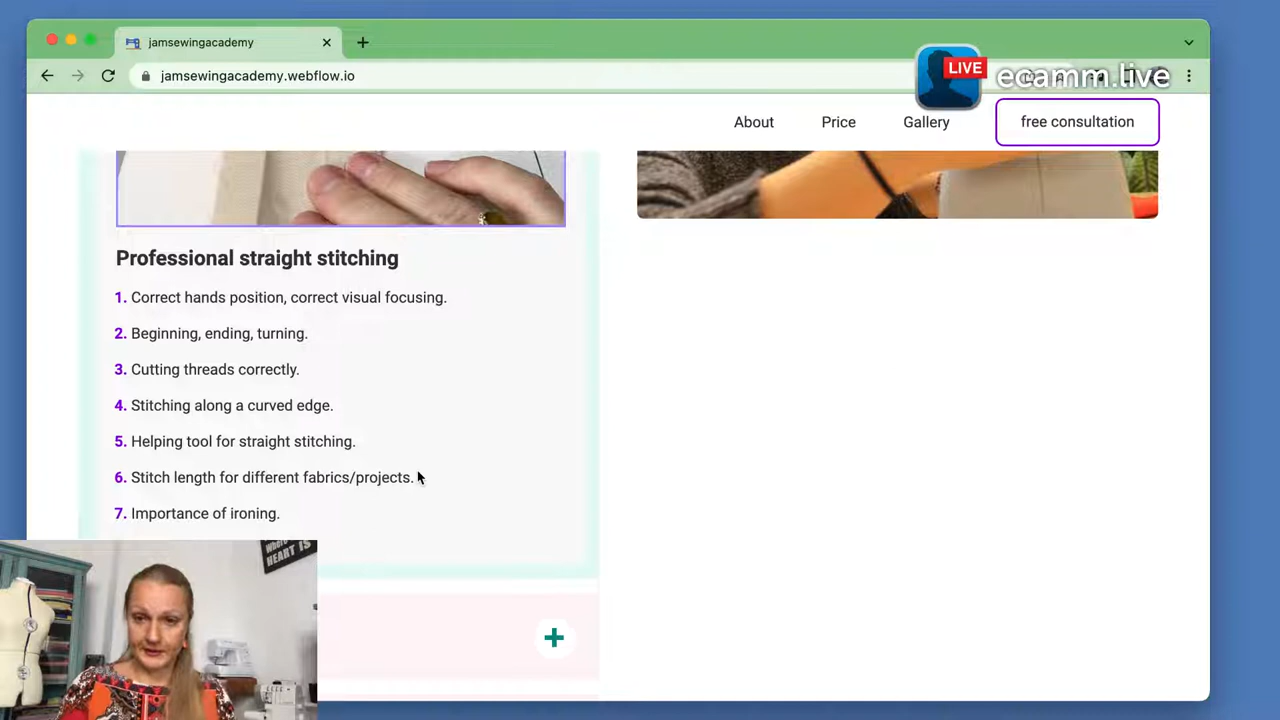 jamsewingacademy
jamsewingacademy.webflow.io
LIVE
ecamm.live
About
Price
Gallery
free consultation
Professional straight stitching
1. Correct hands position, correct visual focusing.
2. Beginning, ending, turning.
3. Cutting threads correctly.
4. Stitching along a curved edge.
5. Helping tool for straight stitching.
6. Stitch length for different fabrics/projects.
7. Importance of ironing.
HEART IS